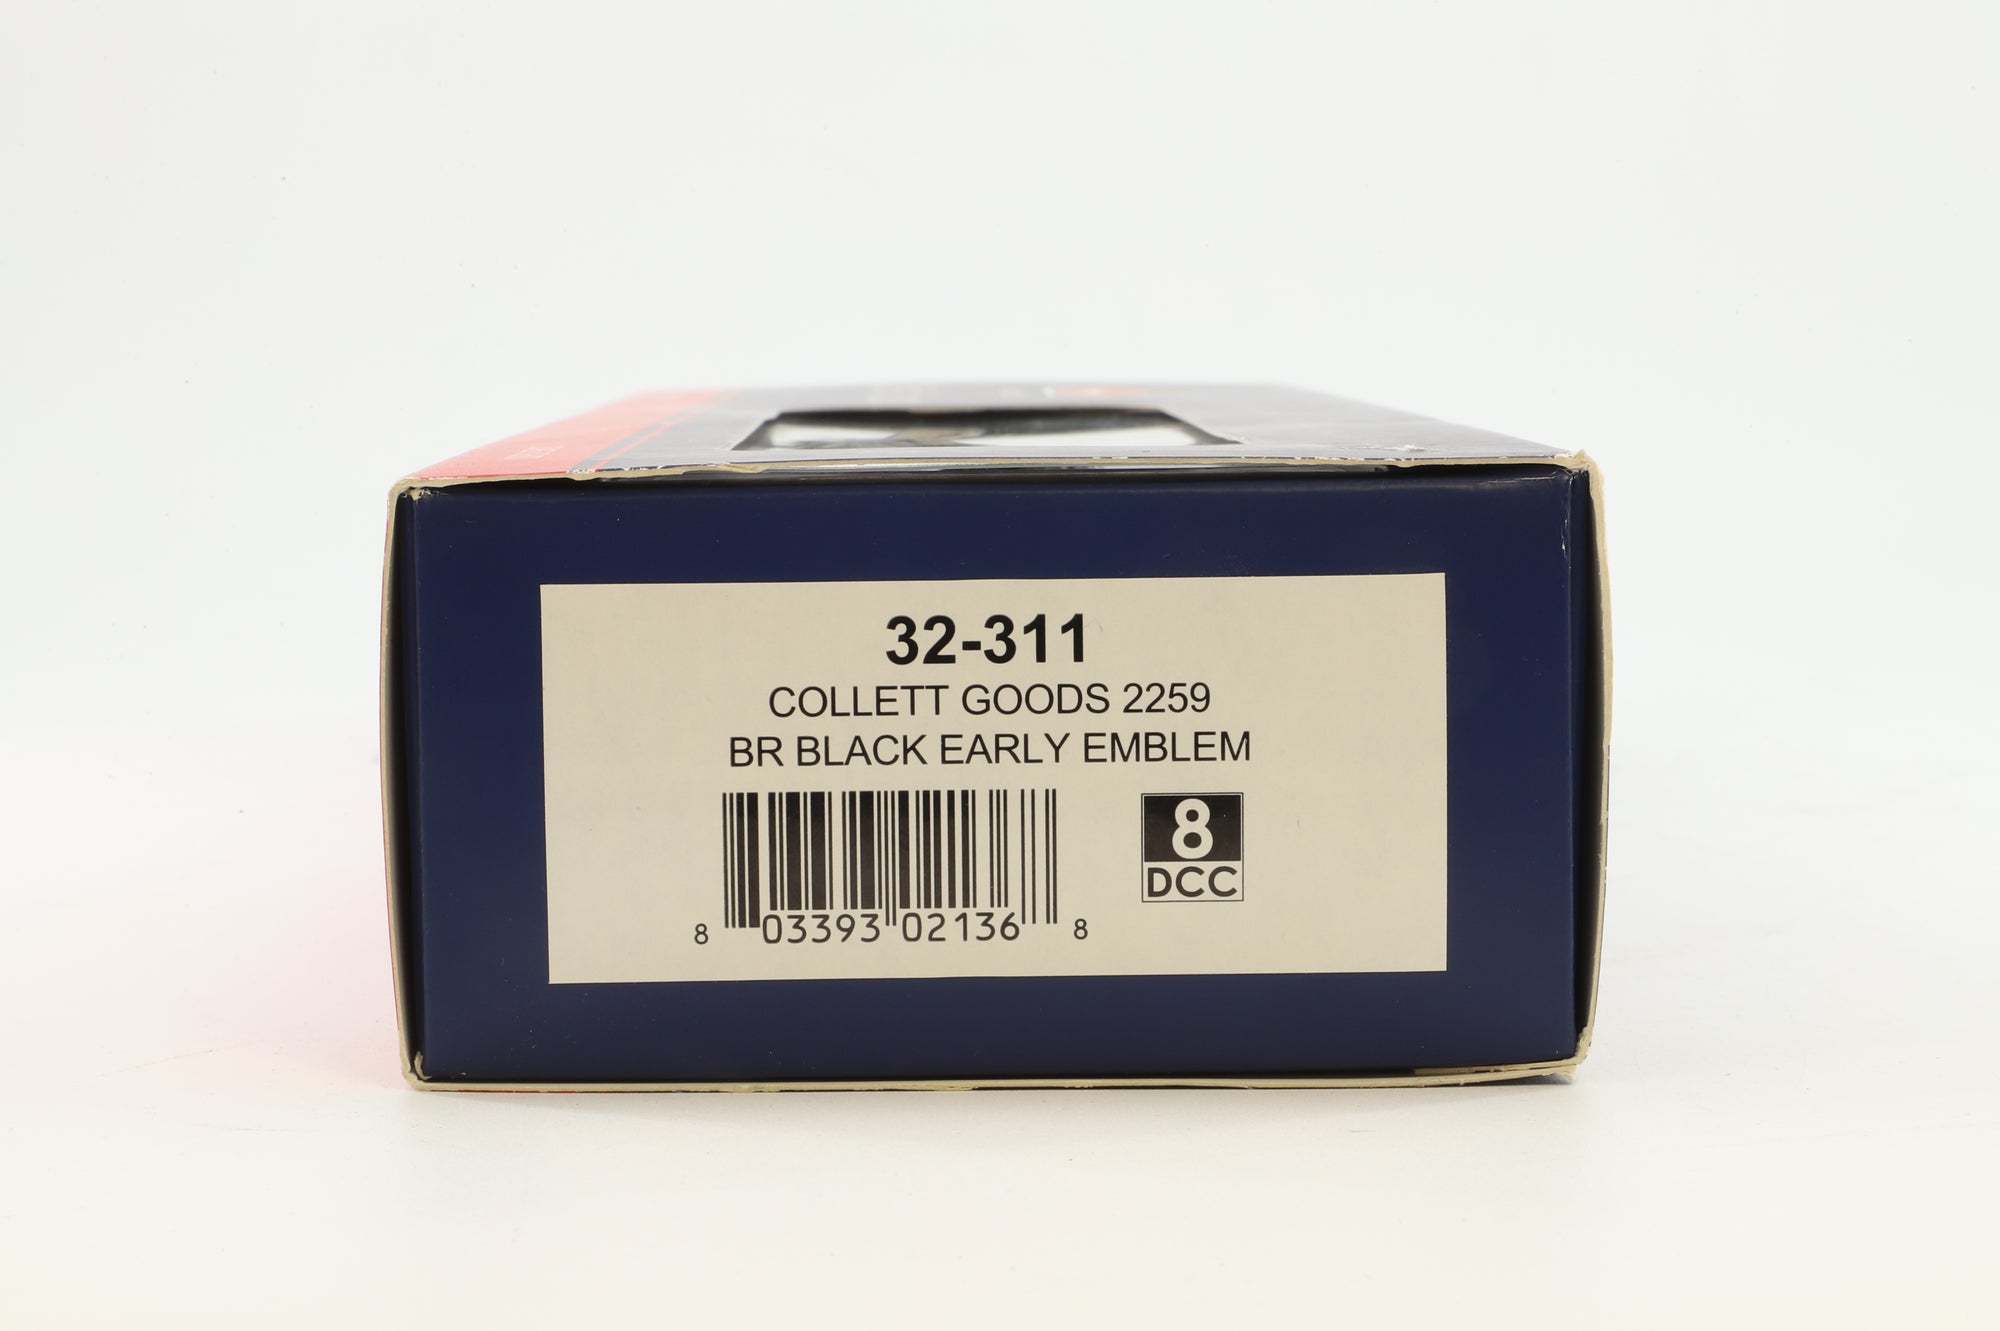 32-311
COLLETT GOODS 2259
BR BLACK EARLY EMBLEM
8 03393 02136 8
8
DCC